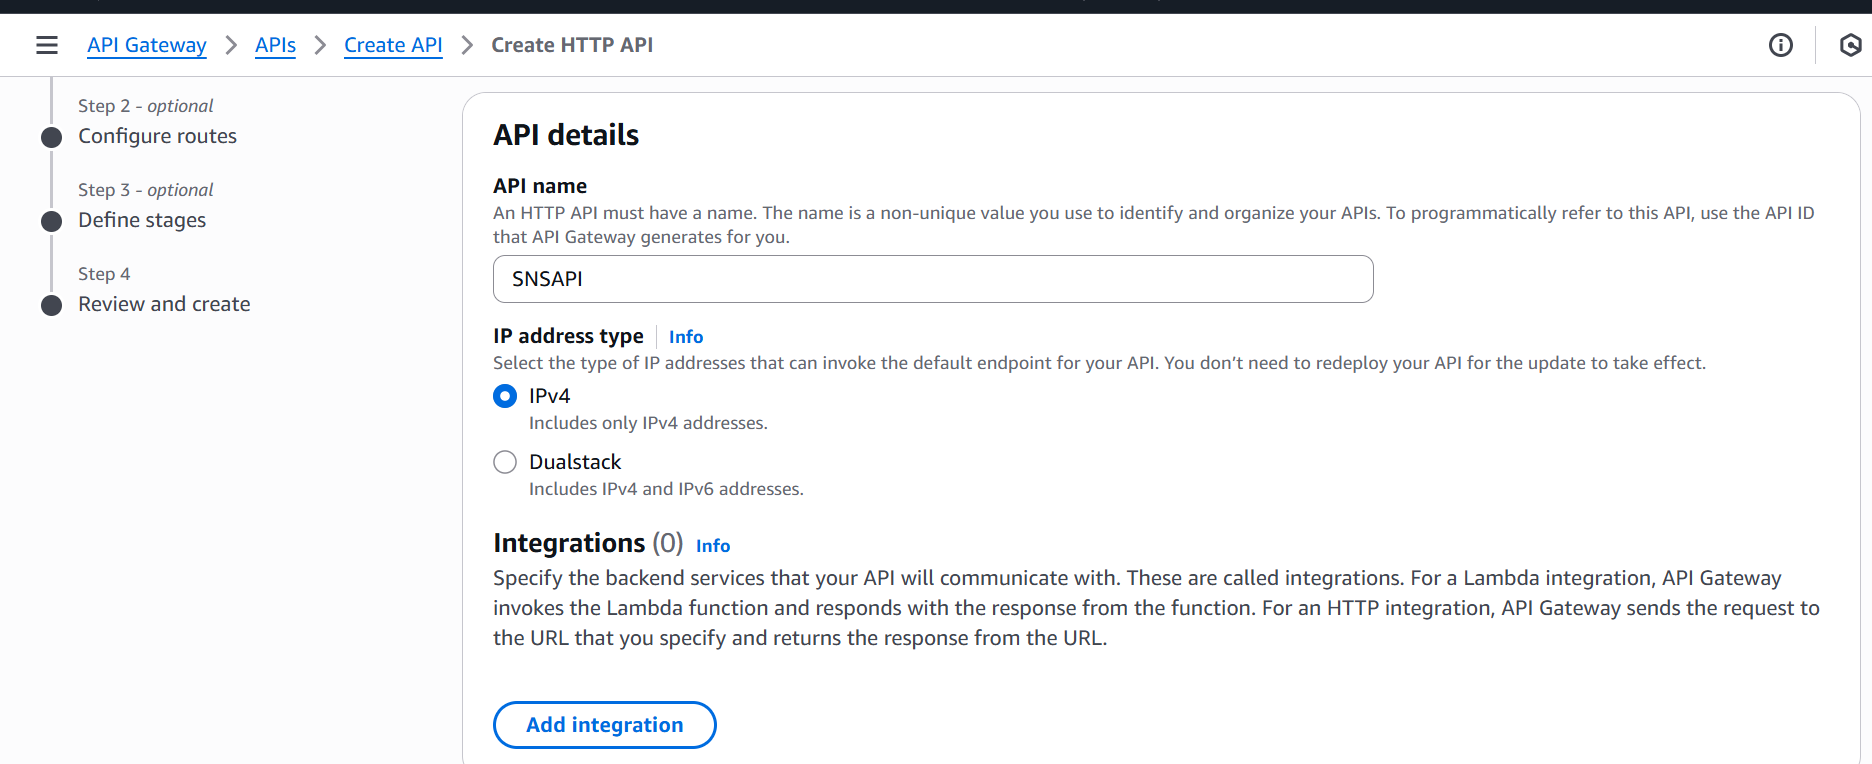 API Gateway > APIs > Create API > Create HTTP API
Step 2 - optional
Configure routes
Step 3 - optional
Define stages
Step 4
Review and create
API details
API name
An HTTP API must have a name. The name is a non-unique value you use to identify and organize your APIs. To programmatically refer to this API, use the API ID
that API Gateway generates for you.
SNSAPI
IP address type Info
Select the type of IP addresses that can invoke the default endpoint for your API. You don’t need to redeploy your API for the update to take effect.
IPv4
Includes only IPv4 addresses.
Dualstack
Includes IPv4 and IPv6 addresses.
Integrations (0) Info
Specify the backend services that your API will communicate with. These are called integrations. For a Lambda integration, API Gateway
invokes the Lambda function and responds with the response from the function. For an HTTP integration, API Gateway sends the request to
the URL that you specify and returns the response from the URL.
Add integration